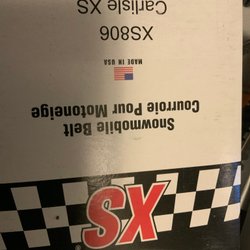 XS
Snowmobile Belt
Courroie Pour Motoneige
MADE IN USA
XS806
Carlisle XS